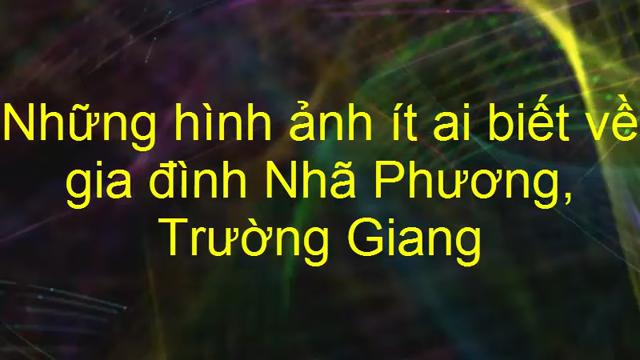 Những hình ảnh ít ai biết về
gia đình Nhã Phương,
Trường Giang